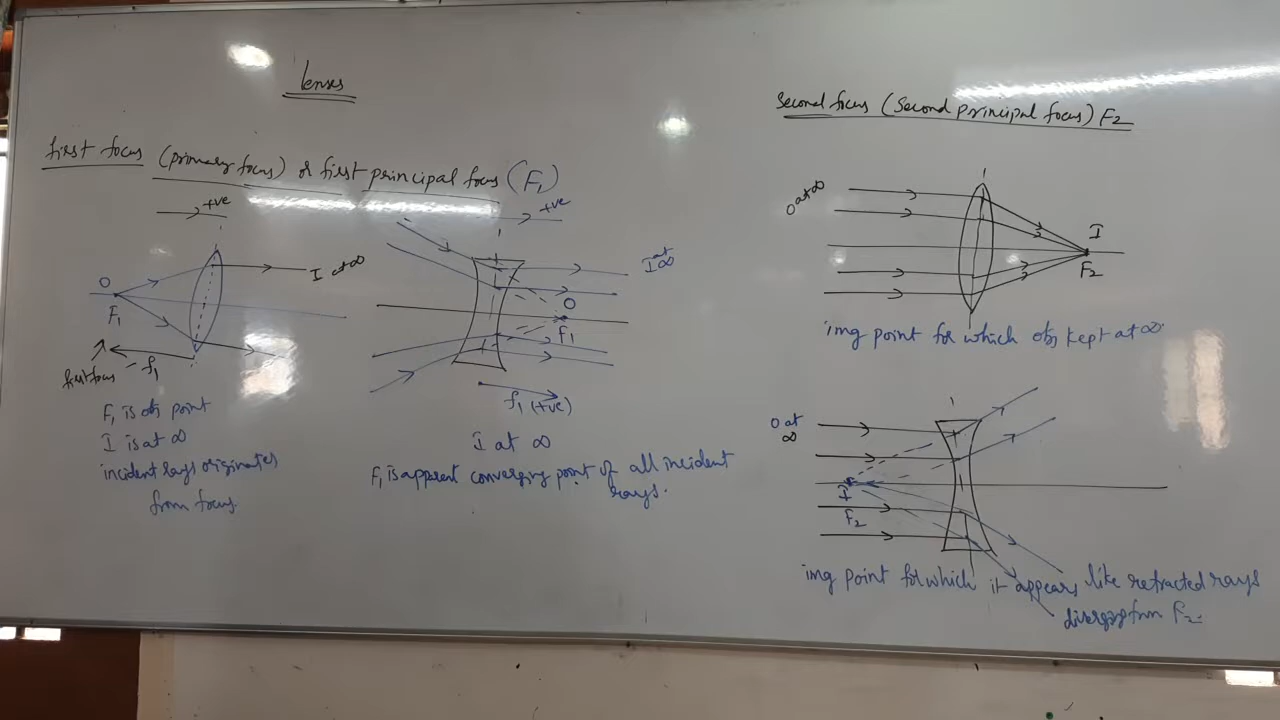 lenses
first focus (primary focus) or first principal focus (F₁)
+ve
O
F₁
I at ∞
first focus
- f₁
F₁ is obj point
I is at ∞
incident rays originates
from focus.
+ve
I at ∞
O
F₁
f₁ (+ve)
I at ∞
F₁ is apparent converging point of all incident
rays.
Second focus (Second principal focus) F₂
O at ∞
I
F₂
img point for which obj kept at ∞
O at
∞
I
F₂
img point for which it appears like refracted rays
diverging from F₂.